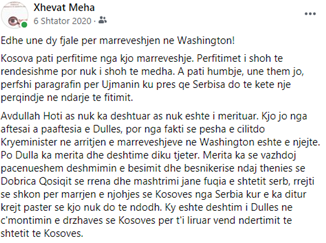 Xhevat Meha
6 Shtator 2020
Edhe une dy fjale per marreveshjen ne Washington!
Kosova pati perfitime nga kjo marreveshje. Perfitimet i shoh te
rendesishme por nuk i shoh te medha. A pati humbje, une them jo,
perfshi paragrafin per Ujmanin ku pres qe Serbisa do te kete nje
perqindje ne ndarje te fitimit.
Avdullah Hoti as nuk ka deshtuar as nuk eshte i merituar. Kjo jo nga
aftesai a paaftesia e Dulles, por nga fakti se pesha e cilitdo
Kryeminister ne arritjen e marreveshjeve ne Washington eshte e njejte.
Po Dulla ka merita dhe deshtime diku tjeter. Merita ka se vazhdoj
pacenueshem deshmimin e besimit dhe besnikerise ndaj thenies se
Dobrica Qosiqit se rrena dhe mashtrimi jane fuqia e shtetit serb, rrejti
se shkon per marrjen e njohjes se Kosoves nga Serbia kur e ka ditur
krejt paster se kjo nuk do te ndodh. Ky eshte deshtim i Dulles
ne c'montimin e drzhaves se Kosoves per t'i liruar vend ndertimit te
shtetit te Kosoves.